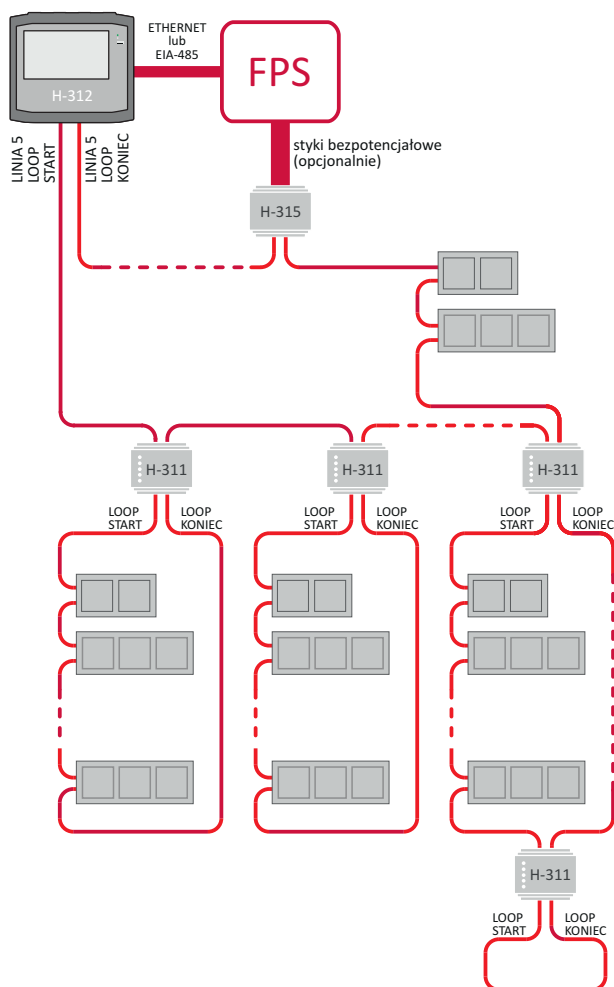 ETHERNET
lub
EIA-485
FPS
H-312
LINIA 5
LOOP
START
LINIA 5
LOOP
KONIEC
styki bezpotencjałowe
(opcjonalnie)
H-315
H-311
H-311
H-311
LOOP
START
LOOP
KONIEC
LOOP
START
LOOP
KONIEC
LOOP
START
LOOP
KONIEC
H-311
LOOP
START
LOOP
KONIEC